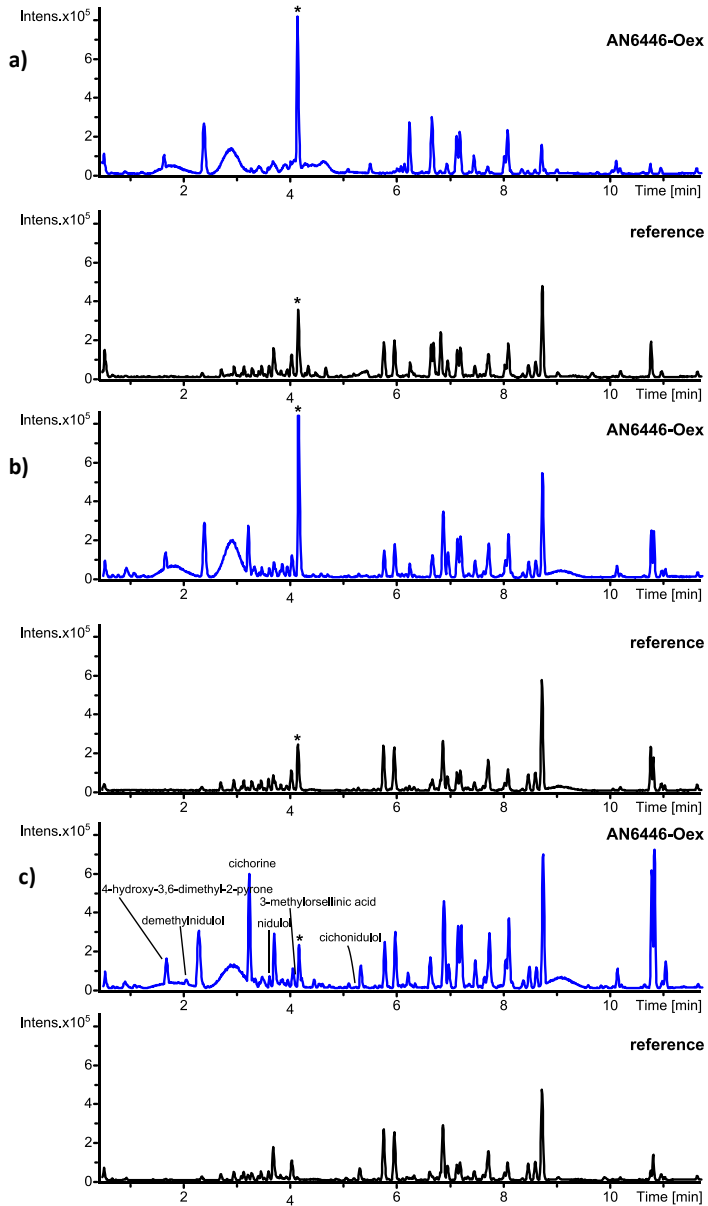 Intens.x10⁵
*
AN6446-Oex
a)
6
4
2
0
2 4 6 8 10 Time [min]
Intens.x10⁵
reference
6
*
4
2
0
2 4 6 8 10 Time [min]
Intens.x10⁵
*
AN6446-Oex
b)
6
4
2
0
2 4 6 8 10 Time [min]
Intens.x10⁵
reference
6
4
*
2
0
2 4 6 8 10 Time [min]
Intens.x10⁵
AN6446-Oex
c)
cichorine
6
4-hydroxy-3,6-dimethyl-2-pyrone
3-methylorsellinic acid
4
demethylnidulol
nidulol
*
cichonidulol
2
0
2 4 6 8 10 Time [min]
Intens.x10⁵
reference
6
4
2
0
2 4 6 8 10 Time [min]